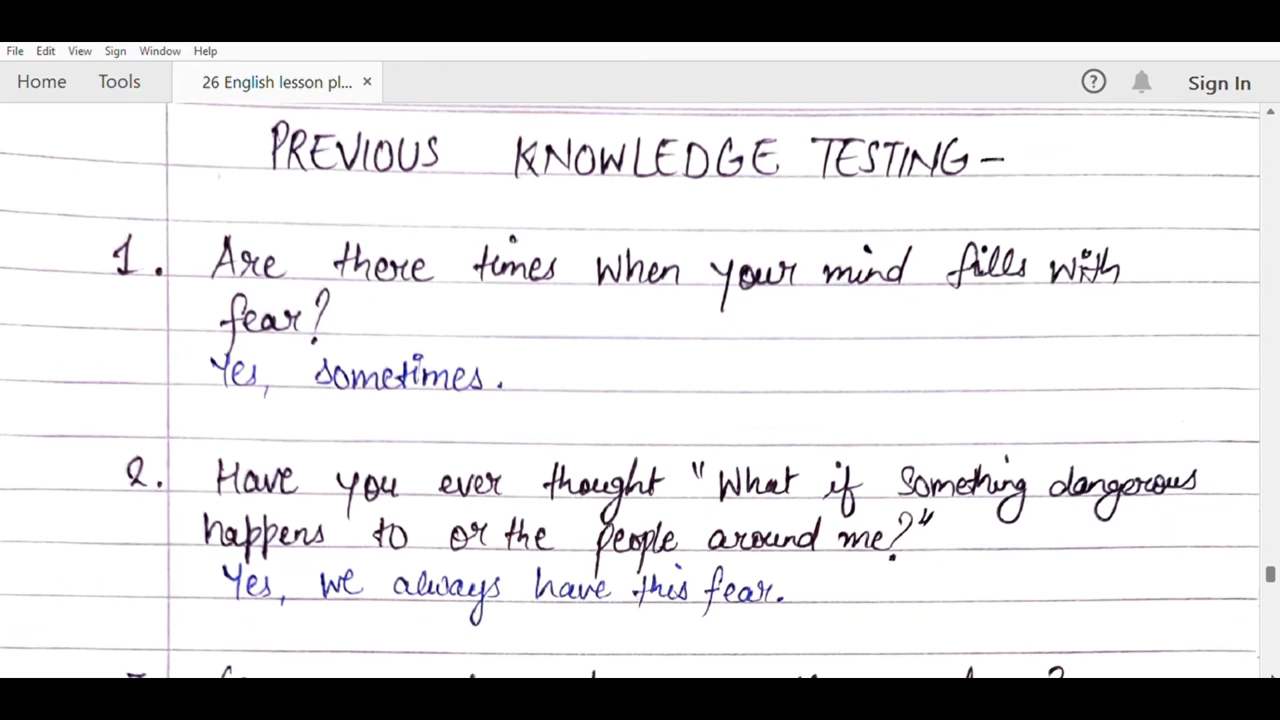 File Edit View Sign Window Help
Home Tools 26 English lesson pl... × ? Sign In
PREVIOUS KNOWLEDGE TESTING -
1. Are there times when your mind fills with
fear?
Yes, sometimes.
2. Have you ever thought "What if something dangerous
happens to or the people around me?"
Yes, we always have this fear.